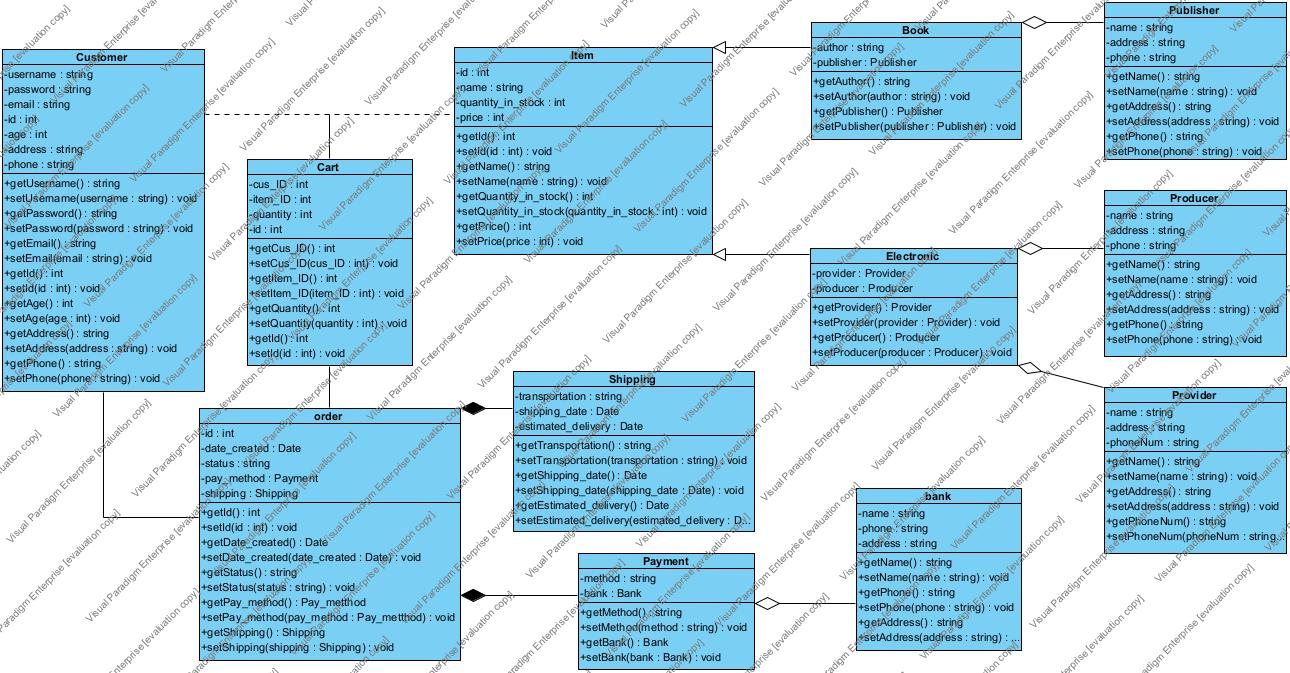 Customer
-username : string
-password : string
-email : string
-id : int
-age : int
-address : string
-phone : string
+getUsername() : string
+setUsername(username : string) : void
+getPassword() : string
+setPassword(password : string) : void
+getEmail() : string
+setEmail(email : string) : void
+getId() : int
+setId(id : int) : void
+getAge() : int
+setAge(age : int) : void
+getAddress() : string
+setAddress(address : string) : void
+getPhone() : string
+setPhone(phone : string) : void
Cart
-cus_ID : int
-item_ID : int
-quantity : int
-id : int
+getCus_ID() : int
+setCus_ID(cus_ID : int) : void
+getItem_ID() : int
+setItem_ID(item_ID : int) : void
+getQuantity() : int
+setQuantity(quantity : int) : void
+getId() : int
+setId(id : int) : void
Item
-id : int
-name : string
-quantity_in_stock : int
-price : int
+getId() : int
+setId(id : int) : void
+getName() : string
+setName(name : string) : void
+getQuantity_in_stock() : int
+setQuantity_in_stock(quantity_in_stock : int) : void
+getPrice() : int
+setPrice(price : int) : void
Book
-author : string
-publisher : Publisher
+getAuthor() : string
+setAuthor(author : string) : void
+getPublisher() : Publisher
+setPublisher(publisher : Publisher) : void
Publisher
-name : string
-address : string
-phone : string
+getName() : string
+setName(name : string) : void
+getAddress() : string
+setAddress(address : string) : void
+getPhone() : string
+setPhone(phone : string) : void
Electronic
-provider : Provider
-producer : Producer
+getProvider() : Provider
+setProvider(provider : Provider) : void
+getProducer() : Producer
+setProducer(producer : Producer) : void
Producer
-name : string
-address : string
-phone : string
+getName() : string
+setName(name : string) : void
+getAddress() : string
+setAddress(address : string) : void
+getPhone() : string
+setPhone(phone : string) : void
Provider
-name : string
-address : string
-phoneNum : string
+getName() : string
+setName(name : string) : void
+getAddress() : string
+setAddress(address : string) : void
+getPhoneNum() : string
+setPhoneNum(phoneNum : string...
order
-id : int
-date_created : Date
-status : string
-pay_method : Payment
-shipping : Shipping
+getId() : int
+setId(id : int) : void
+getDate_created() : Date
+setDate_created(date_created : Date) : void
+getStatus() : string
+setStatus(status : string) : void
+getPay_method() : Pay_metthod
+setPay_method(pay_method : Pay_metthod) : void
+getShipping() : Shipping
+setShipping(shipping : Shipping) : void
Shipping
-transportation : string
-shipping_date : Date
-estimated_delivery : Date
+getTransportation() : string
+setTransportation(transportation : string) : void
+getShipping_date() : Date
+setShipping_date(shipping_date : Date) : void
+getEstimated_delivery() : Date
+setEstimated_delivery(estimated_delivery : D...
Payment
-method : string
-bank : Bank
+getMethod() : string
+setMethod(method : string) : void
+getBank() : Bank
+setBank(bank : Bank) : void
bank
-name : string
-phone : string
-address : string
+getName() : string
+setName(name : string) : void
+getPhone() : string
+setPhone(phone : string) : void
+getAddress() : string
+setAddress(address : string) : ...
Visual Paradigm Enterprise [evaluation copy]